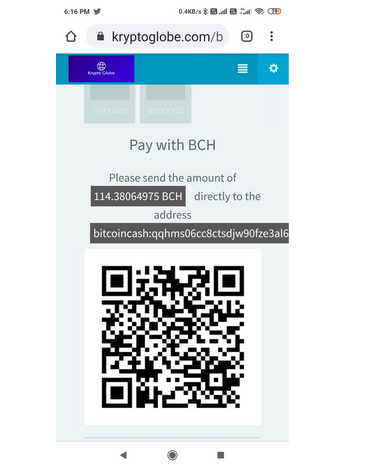 6:16 PM
0.4KB/s
kryptoglobe.com/b
Krypto Globe
minutes
seconds
Pay with BCH
Please send the amount of
114.38064975 BCH directly to the
address
bitcoincash:qqhms06cc8ctsdjw90fze3al6